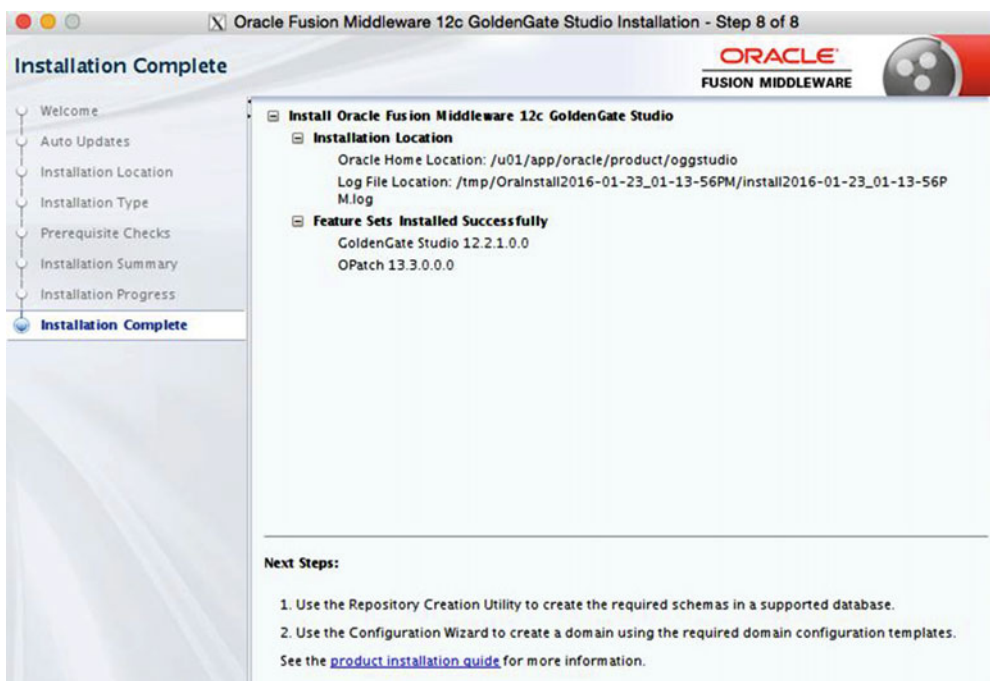 Oracle Fusion Middleware 12c GoldenGate Studio Installation - Step 8 of 8
Installation Complete
ORACLE
FUSION MIDDLEWARE
Welcome
Auto Updates
Installation Location
Installation Type
Prerequisite Checks
Installation Summary
Installation Progress
Installation Complete
Install Oracle Fusion Middleware 12c GoldenGate Studio
Installation Location
Oracle Home Location: /u01/app/oracle/product/oggstudio
Log File Location: /tmp/OraInstall2016-01-23_01-13-56PM/install2016-01-23_01-13-56P
M.log
Feature Sets Installed Successfully
GoldenGate Studio 12.2.1.0.0
OPatch 13.3.0.0.0
Next Steps:
1. Use the Repository Creation Utility to create the required schemas in a supported database.
2. Use the Configuration Wizard to create a domain using the required domain configuration templates.
See the product installation guide for more information.